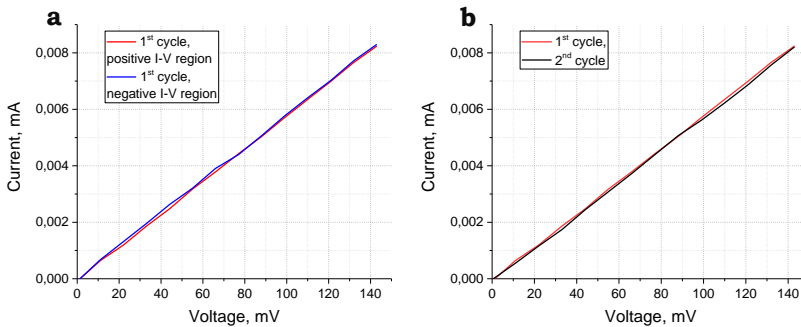 a
1st cycle,
positive I-V region
1st cycle,
negative I-V region
Current, mA
0,008
0,006
0,004
0,002
0,000
0 20 40 60 80 100 120 140
Voltage, mV
b
1st cycle,
2nd cycle
Current, mA
0,008
0,006
0,004
0,002
0,000
0 20 40 60 80 100 120 140
Voltage, mV